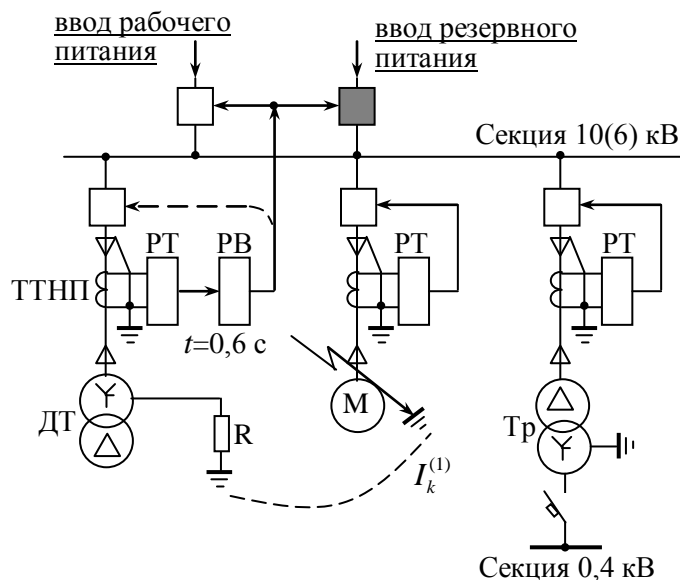 ввод рабочего
питания
ввод резервного
питания
Секция 10(6) кВ
РТ
РВ
РТ
РТ
ТТНП
t=0,6 с
ДТ
R
М
Тр
I_k^{(1)}
Секция 0,4 кВ